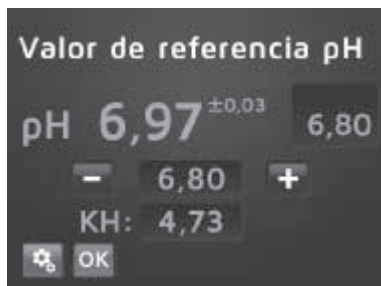 Valor de referencia pH
pH 6,97 ±0,03 6,80
− 6,80 +
KH: 4,73
OK